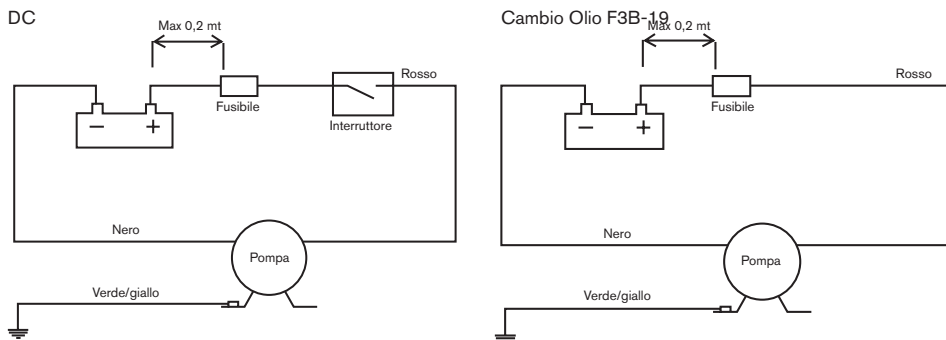 DC
Max 0,2 mt
Rosso
Fusibile
Interruttore
− +
Nero
Pompa
Verde/giallo
Cambio Olio F3B-19
Max 0,2 mt
Rosso
Fusibile
− +
Nero
Pompa
Verde/giallo